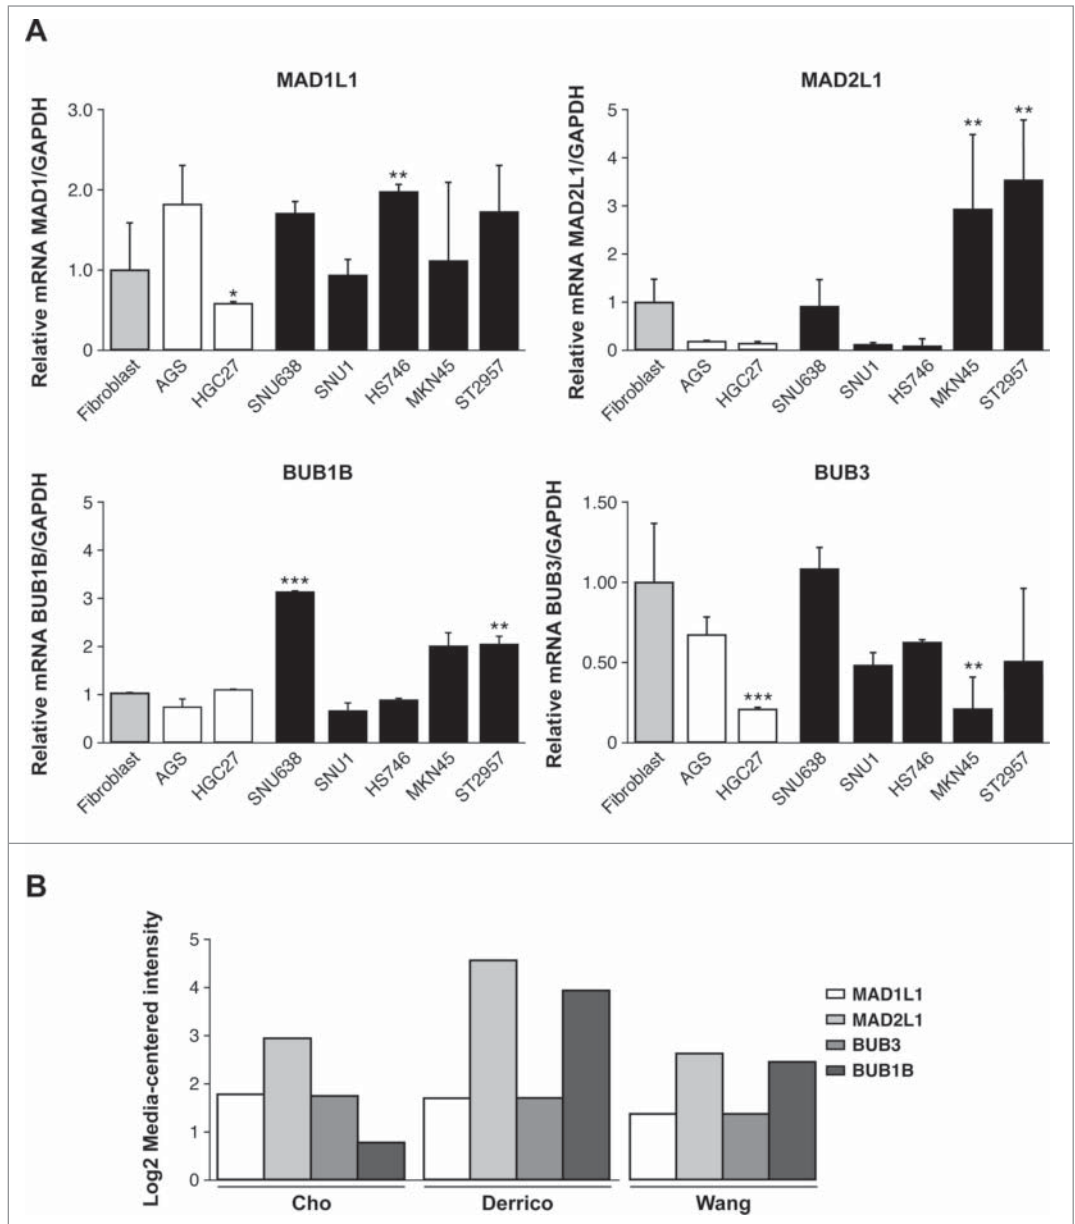 A
MAD1L1
Relative mRNA MAD1/GAPDH
3.0
2.0
1.0
0
*
**
Fibroblast
AGS
HGC27
SNU638
SNU1
HS746
MKN45
ST2957
MAD2L1
Relative mRNA MAD2L1/GAPDH
5
4
3
2
1
0
**
**
Fibroblast
AGS
HGC27
SNU638
SNU1
HS746
MKN45
ST2957
BUB1B
Relative mRNA BUB1B/GAPDH
5
3
2
1
0
***
**
Fibroblast
AGS
HGC27
SNU638
SNU1
HS746
MKN45
ST2957
BUB3
Relative mRNA BUB3/GAPDH
1.50
1.00
0.50
0
***
**
Fibroblast
AGS
HGC27
SNU638
SNU1
HS746
MKN45
ST2957
B
Log2 Media-centered intensity
5
4
3
2
1
0
Cho
Derrico
Wang
MAD1L1
MAD2L1
BUB3
BUB1B